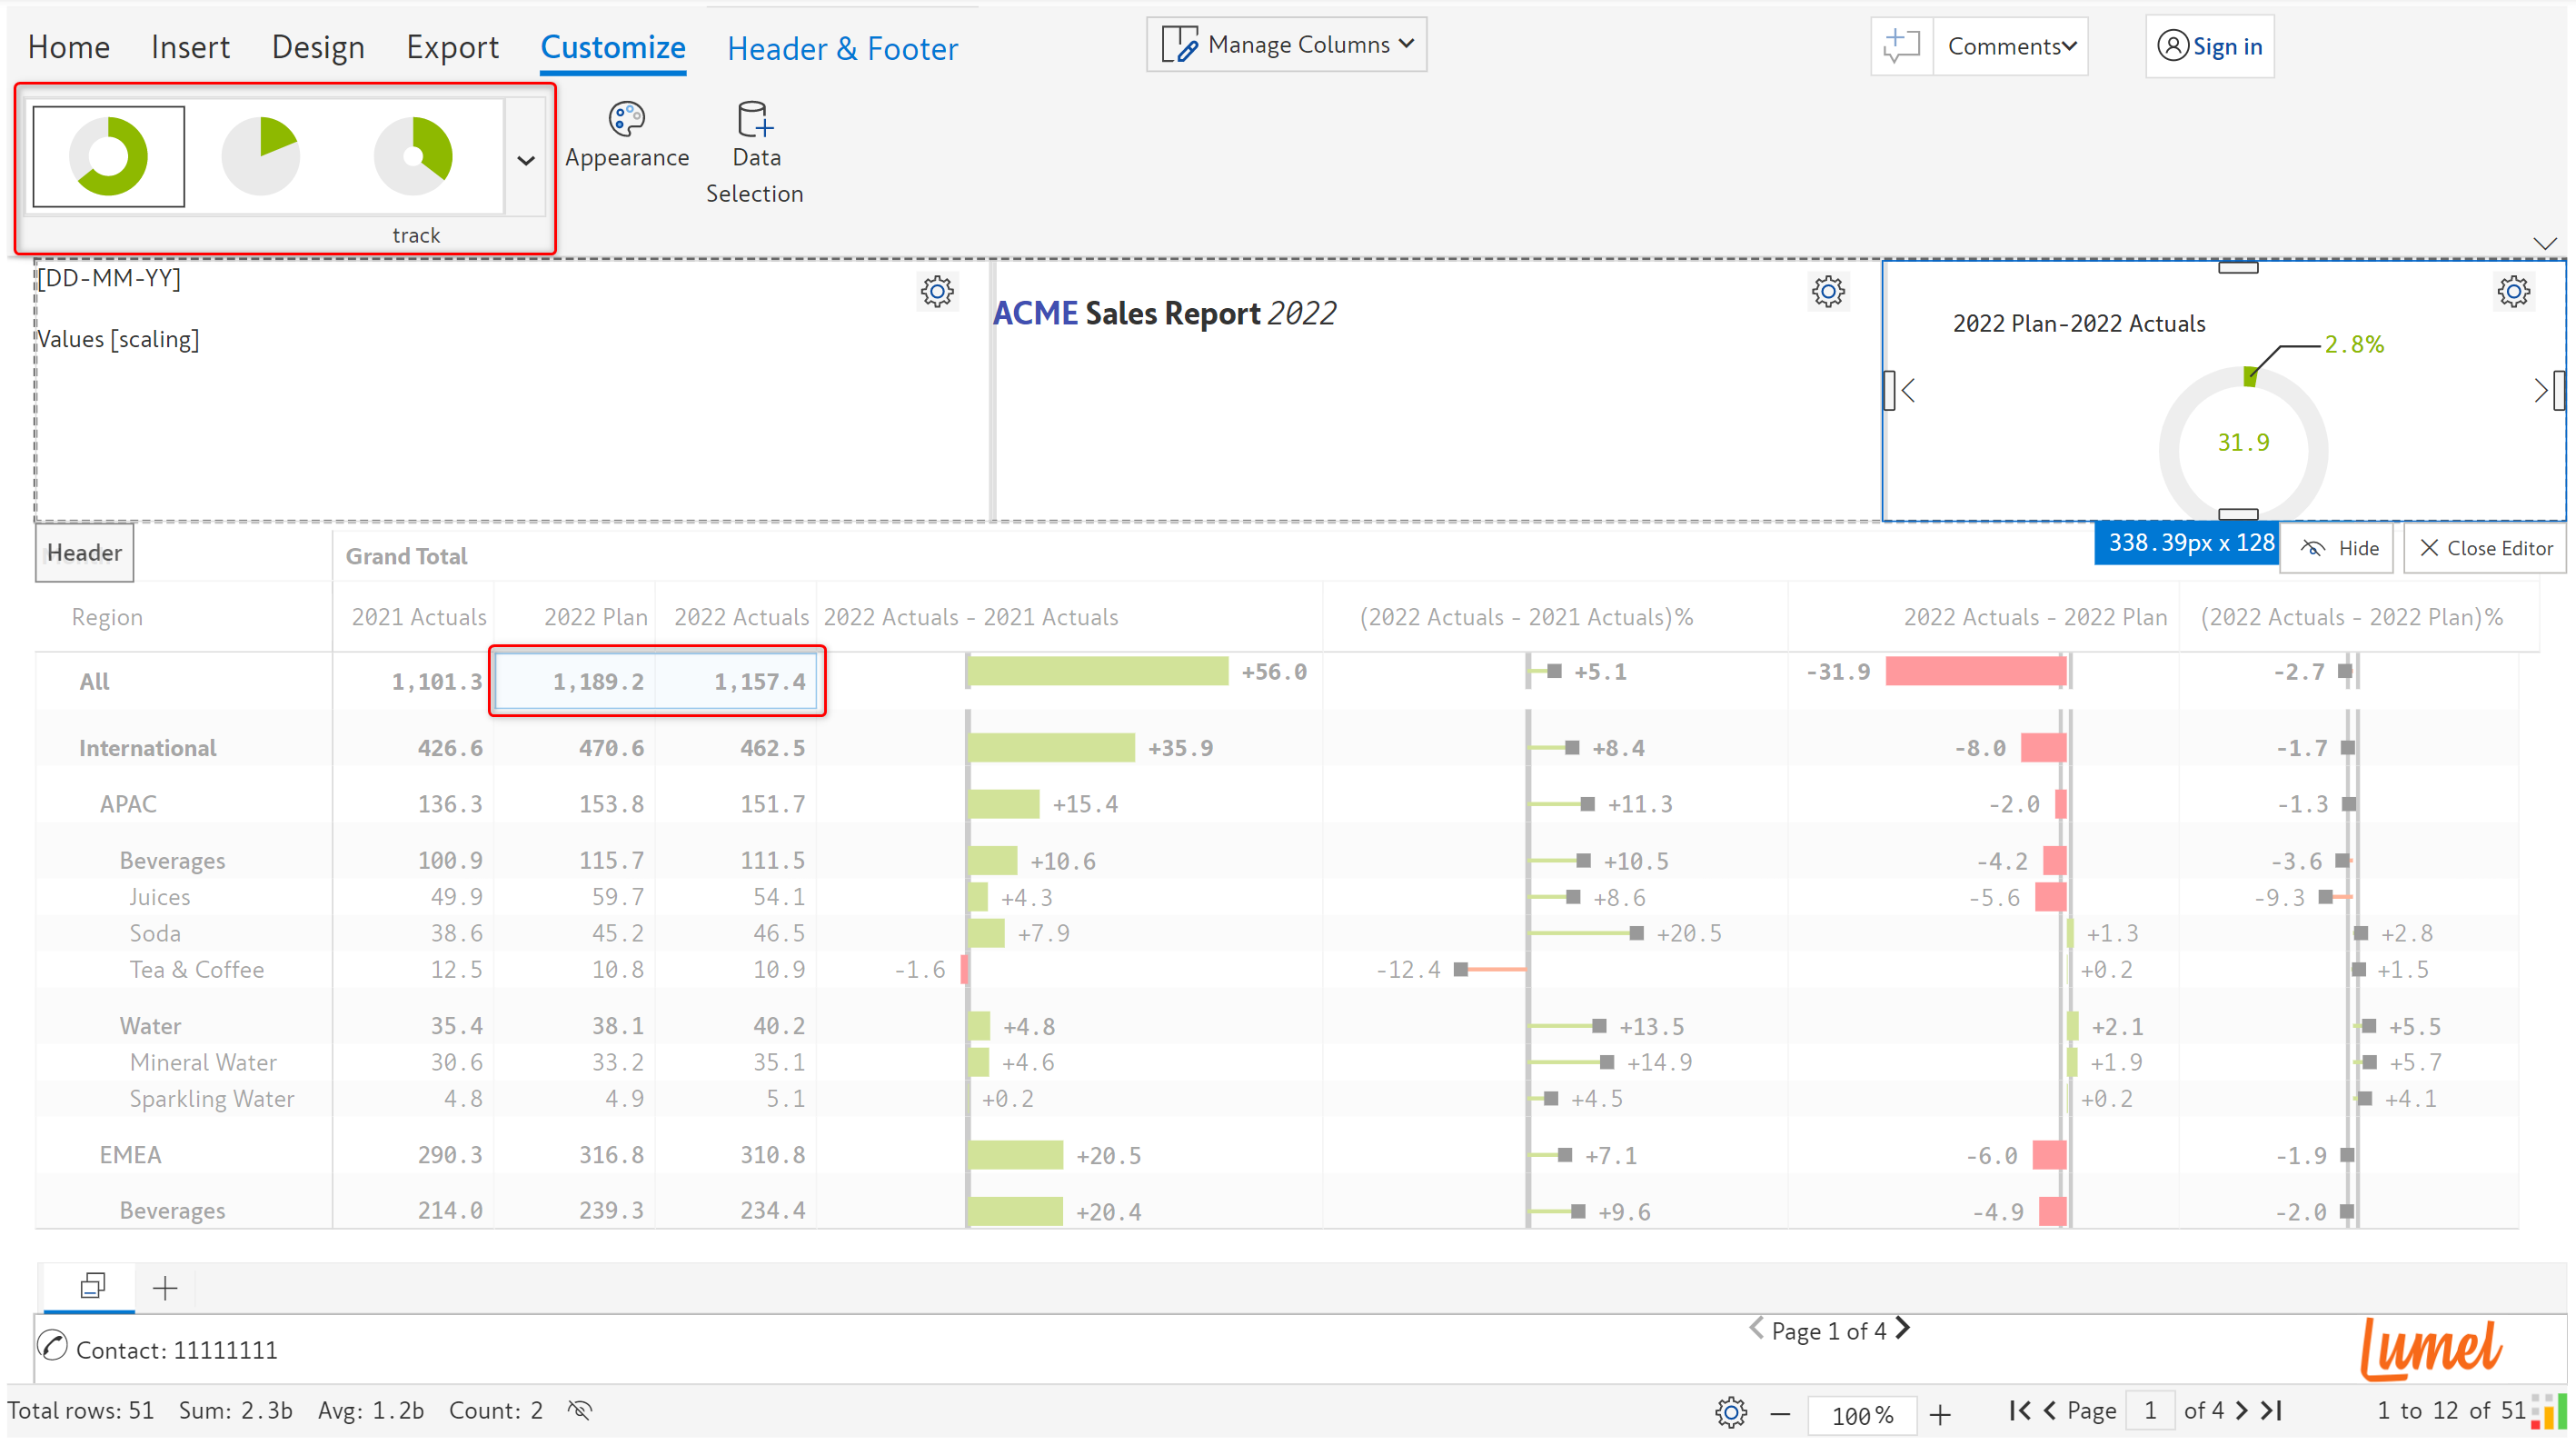 Home Insert Design Export Customize Header & Footer Manage Columns Comments Sign in
Appearance
Data
Selection
track
[DD-MM-YY]
Values [scaling]
ACME Sales Report 2022
2022 Plan-2022 Actuals
2.8%
31.9
338.39px x 128
Hide
Close Editor
Header
Grand Total
Region 2021 Actuals 2022 Plan 2022 Actuals 2022 Actuals - 2021 Actuals (2022 Actuals - 2021 Actuals)% 2022 Actuals - 2022 Plan (2022 Actuals - 2022 Plan)%
All 1,101.3 1,189.2 1,157.4 +56.0 +5.1 -31.9 -2.7
International 426.6 470.6 462.5 +35.9 +8.4 -8.0 -1.7
APAC 136.3 153.8 151.7 +15.4 +11.3 -2.0 -1.3
Beverages 100.9 115.7 111.5 +10.6 +10.5 -4.2 -3.6
Juices 49.9 59.7 54.1 +4.3 +8.6 -5.6 -9.3
Soda 38.6 45.2 46.5 +7.9 +20.5 +1.3 +2.8
Tea & Coffee 12.5 10.8 10.9 -1.6 -12.4 +0.2 +1.5
Water 35.4 38.1 40.2 +4.8 +13.5 +2.1 +5.5
Mineral Water 30.6 33.2 35.1 +4.6 +14.9 +1.9 +5.7
Sparkling Water 4.8 4.9 5.1 +0.2 +4.5 +0.2 +4.1
EMEA 290.3 316.8 310.8 +20.5 +7.1 -6.0 -1.9
Beverages 214.0 239.3 234.4 +20.4 +9.6 -4.9 -2.0
Contact: 11111111
Page 1 of 4
Lumel
Total rows: 51 Sum: 2.3b Avg: 1.2b Count: 2 100% Page 1 of 4 1 to 12 of 51